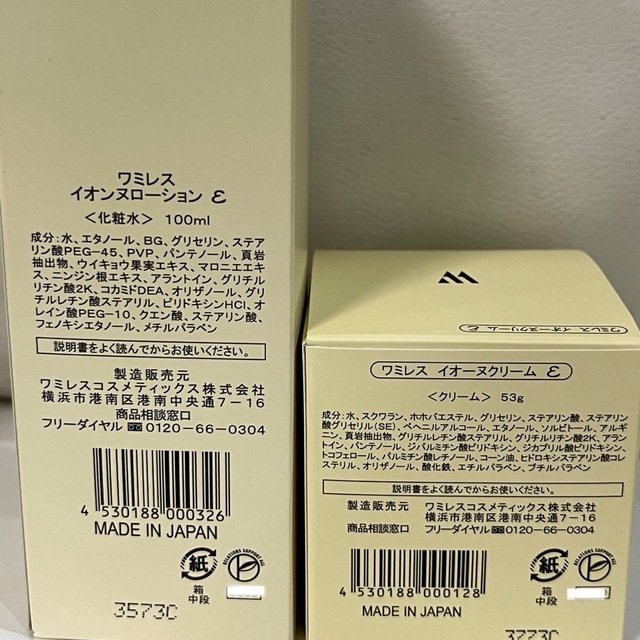 ワミレス
イオンヌローション ε
＜化粧水＞ 100ml
成分:水、エタノール、BG、グリセリン、ステア
リン酸PEG-45、PVP、パンテノール、頁岩
抽出物、ウイキョウ果実エキス、マロニエエキ
ス、ニンジン根エキス、アラントイン、グリチル
リチン酸2K、コカミドDEA、オリザノール、グリ
チルレチン酸ステアリル、ピリドキシンHCl、オ
レイン酸PEG-10、クエン酸、ステアリン酸、
フェノキシエタノール、メチルパラベン
説明書をよく読んでからお使いください。
製造販売元
ワミレスコスメティックス株式会社
横浜市港南区港南中央通7-16
商品相談窓口
フリーダイヤル 0120-66-0304
4 530188 000326
MADE IN JAPAN
紙
RELATIONS SUPPORT AGE
箱
中段
3573C
ワミレス イオーヌクリーム ε
ワミレス イオーヌクリーム ε
＜クリーム＞ 53g
成分:水、スクワラン、ホホバエステル、グリセリン、ステアリン酸、ステアリン
酸グリセリル(SE)、ベヘニルアルコール、エタノール、ソルビトール、アルギ
ニン、頁岩抽出物、グリチルレチン酸ステアリル、グリチルリチン酸2K、アラン
トイン、パンテノール、ジパルミチン酸ピリドキシン、ジカプリル酸ピリドキシン、
トコフェロール、パルミチン酸レチノール、コーン油、ヒドロキシステアリン酸コレ
ステリル、オリザノール、酸化鉄、エチルパラベン、ブチルパラベン
説明書をよく読んでからお使いください。
製造販売元 ワミレスコスメティックス株式会社
横浜市港南区港南中央通7-16
商品相談窓口 フリーダイヤル 0120-66-0304
4 530188 000128
MADE IN JAPAN
紙
RELATIONS SUPPORT AGE
箱
中段